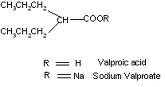 CH₃CH₂CH₂
CH
COOR
CH₃CH₂CH₂
R = H Valproic acid
R = Na Sodium Valproate